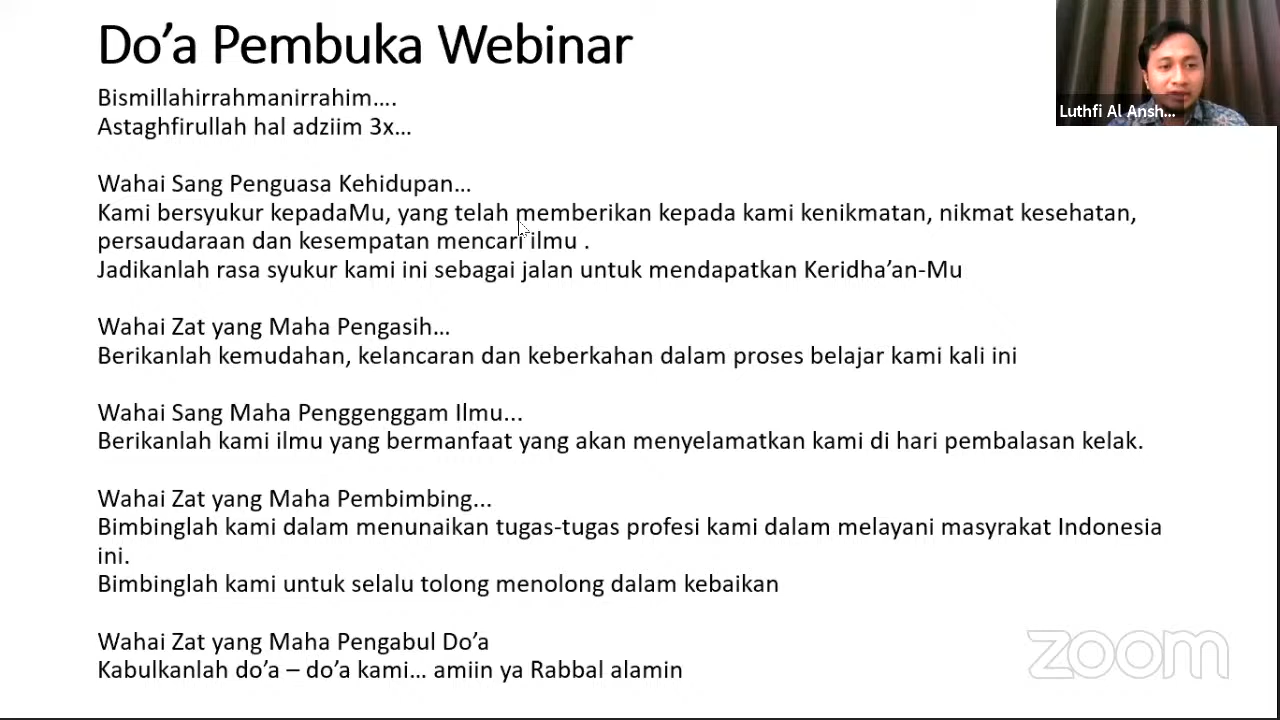 Do’a Pembuka Webinar
Luthfi Al Ansh...
Bismillahirrahmanirrahim….
Astaghfirullah hal adziim 3x…
Wahai Sang Penguasa Kehidupan…
Kami bersyukur kepadaMu, yang telah memberikan kepada kami kenikmatan, nikmat kesehatan,
persaudaraan dan kesempatan mencari ilmu .
Jadikanlah rasa syukur kami ini sebagai jalan untuk mendapatkan Keridha’an-Mu
Wahai Zat yang Maha Pengasih…
Berikanlah kemudahan, kelancaran dan keberkahan dalam proses belajar kami kali ini
Wahai Sang Maha Penggenggam Ilmu...
Berikanlah kami ilmu yang bermanfaat yang akan menyelamatkan kami di hari pembalasan kelak.
Wahai Zat yang Maha Pembimbing...
Bimbinglah kami dalam menunaikan tugas-tugas profesi kami dalam melayani masyrakat Indonesia
ini.
Bimbinglah kami untuk selalu tolong menolong dalam kebaikan
Wahai Zat yang Maha Pengabul Do’a
Kabulkanlah do’a – do’a kami… amiin ya Rabbal alamin
zoom